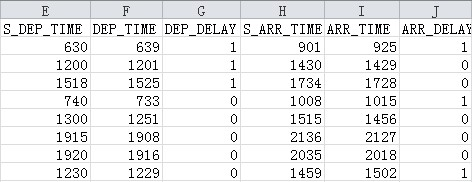 E F G H I J
S_DEP_TIME DEP_TIME DEP_DELAY S_ARR_TIME ARR_TIME ARR_DELAY
630 639 1 901 925 1
1200 1201 1 1430 1429 0
1518 1525 1 1734 1728 0
740 733 0 1008 1015 1
1300 1251 0 1515 1456 0
1915 1908 0 2136 2127 0
1920 1916 0 2035 2018 0
1230 1229 0 1459 1502 1